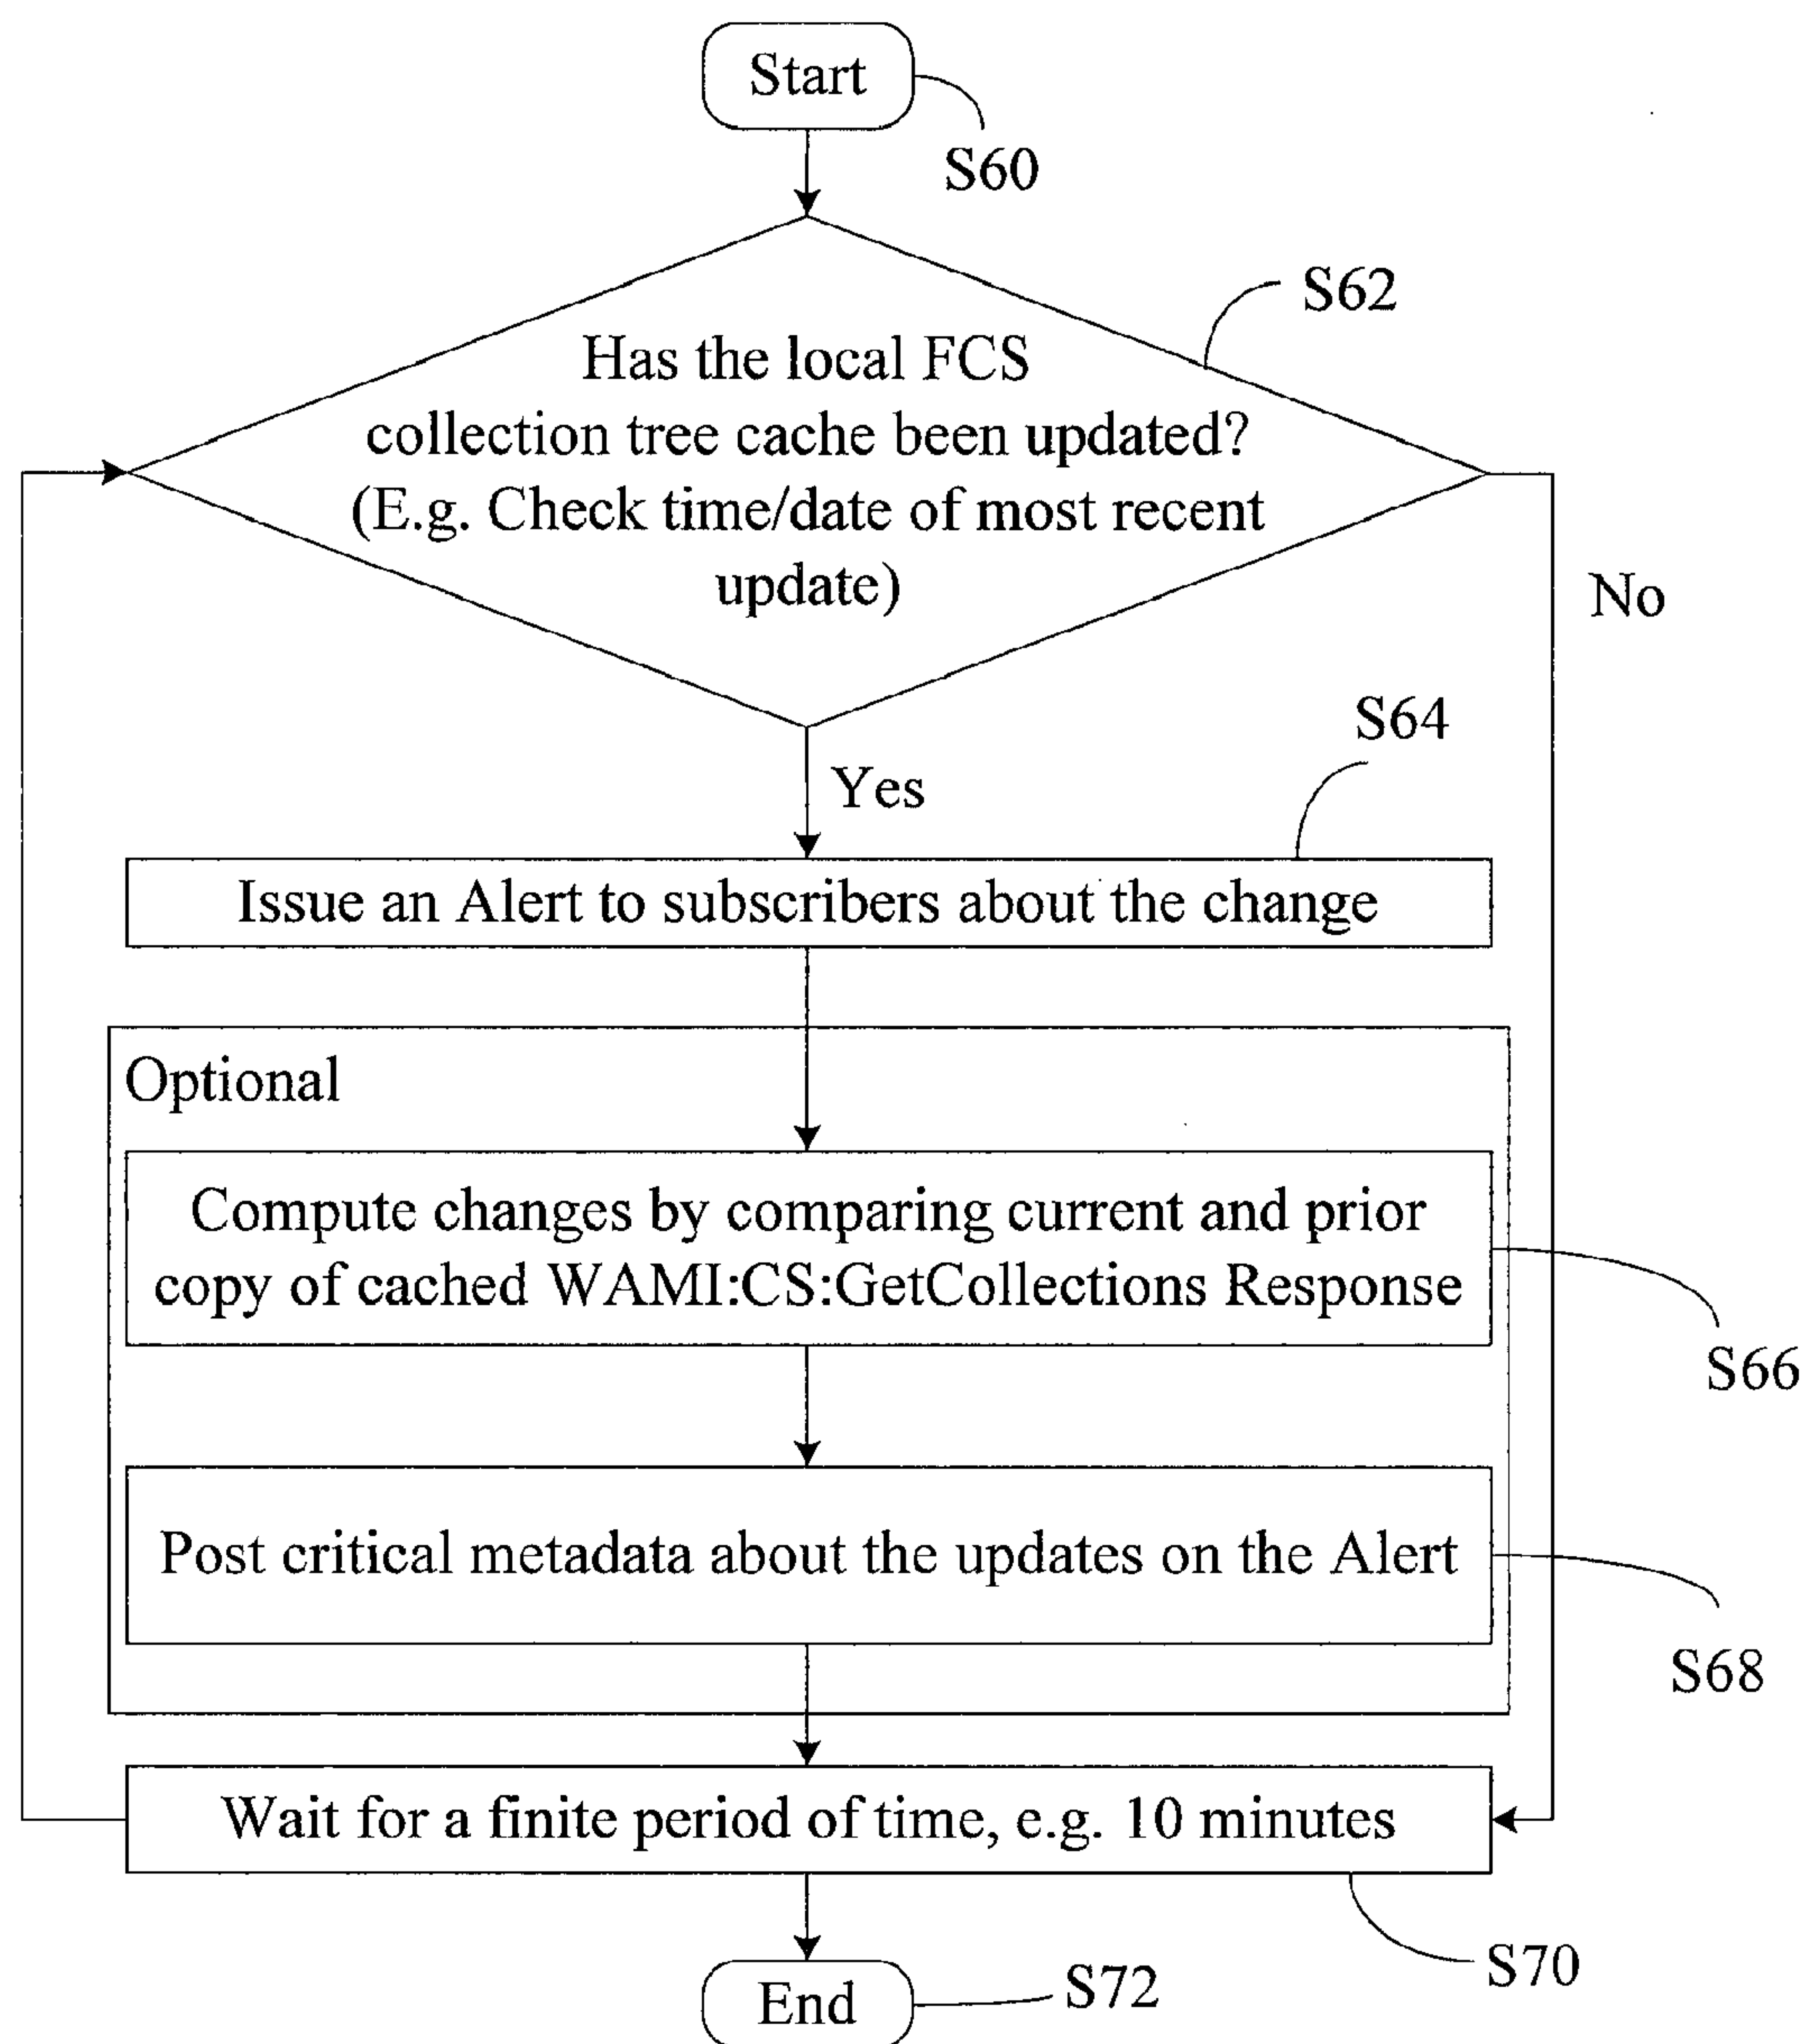 Start
S60
S62
Has the local FCS
collection tree cache been updated?
(E.g. Check time/date of most recent
update)
No
S64
Yes
Issue an Alert to subscribers about the change
Optional
Compute changes by comparing current and prior
copy of cached WAMI:CS:GetCollections Response
S66
Post critical metadata about the updates on the Alert
S68
Wait for a finite period of time, e.g. 10 minutes
S70
End
S72